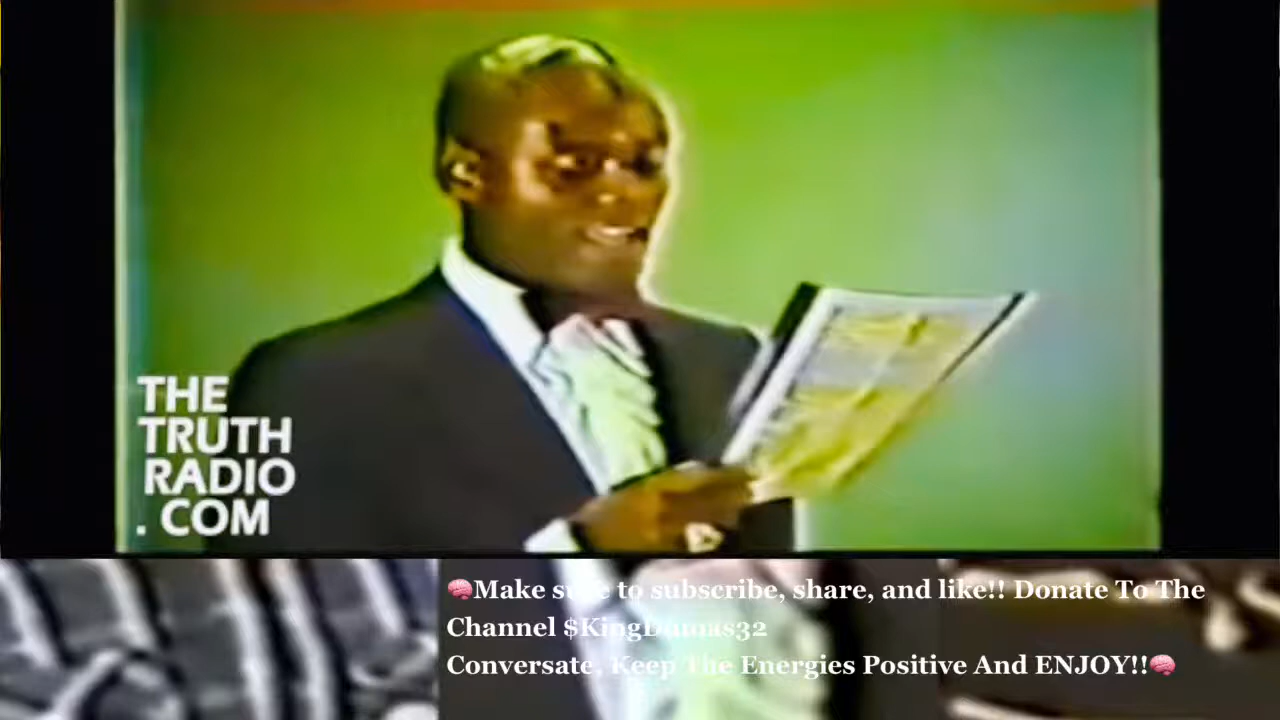 THE
TRUTH
RADIO
. COM
🧠Make sure to subscribe, share, and like!! Donate To The
Channel $KingDumas32
Conversate, Keep The Energies Positive And ENJOY!!🧠